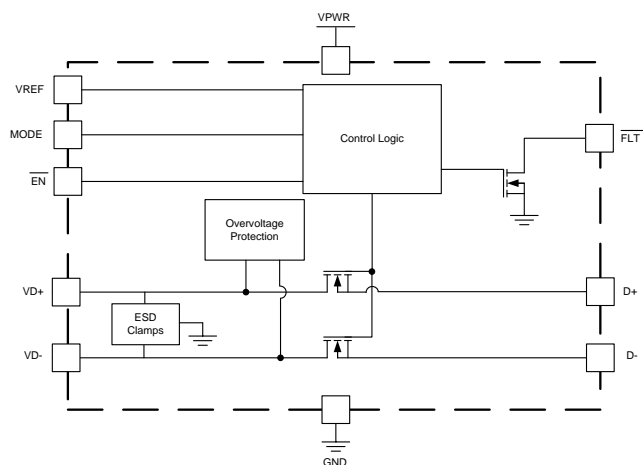 VPWR
VREF
MODE
Control Logic
FLT
EN
Overvoltage
Protection
VD+
D+
ESD
Clamps
VD-
D-
GND